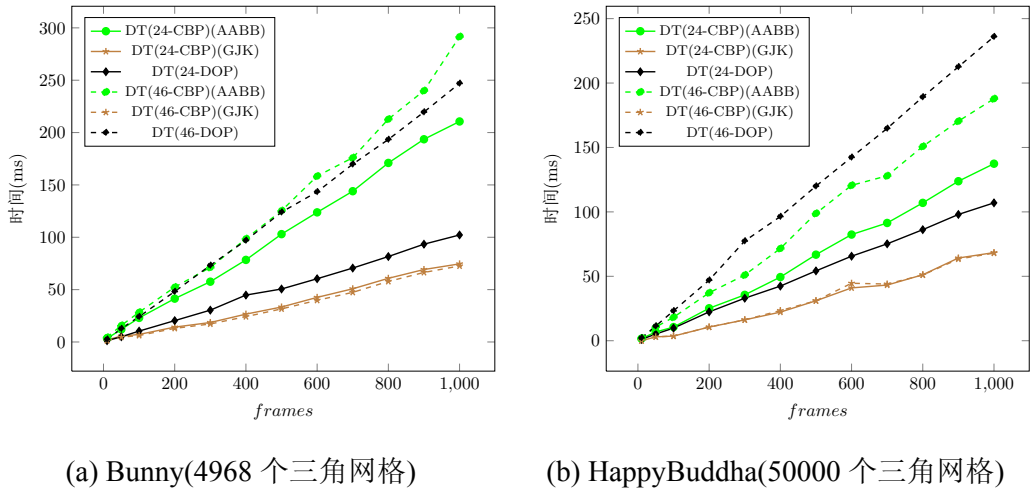 300
250
200
150
100
50
0
时间(ms)
DT(24-CBP)(AABB)
DT(24-CBP)(GJK)
DT(24-DOP)
DT(46-CBP)(AABB)
DT(46-CBP)(GJK)
DT(46-DOP)
0 200 400 600 800 1,000
frames
(a) Bunny(4968 个三角网格)
250
200
150
100
50
0
时间(ms)
DT(24-CBP)(AABB)
DT(24-CBP)(GJK)
DT(24-DOP)
DT(46-CBP)(AABB)
DT(46-CBP)(GJK)
DT(46-DOP)
0 200 400 600 800 1,000
frames
(b) HappyBuddha(50000 个三角网格)